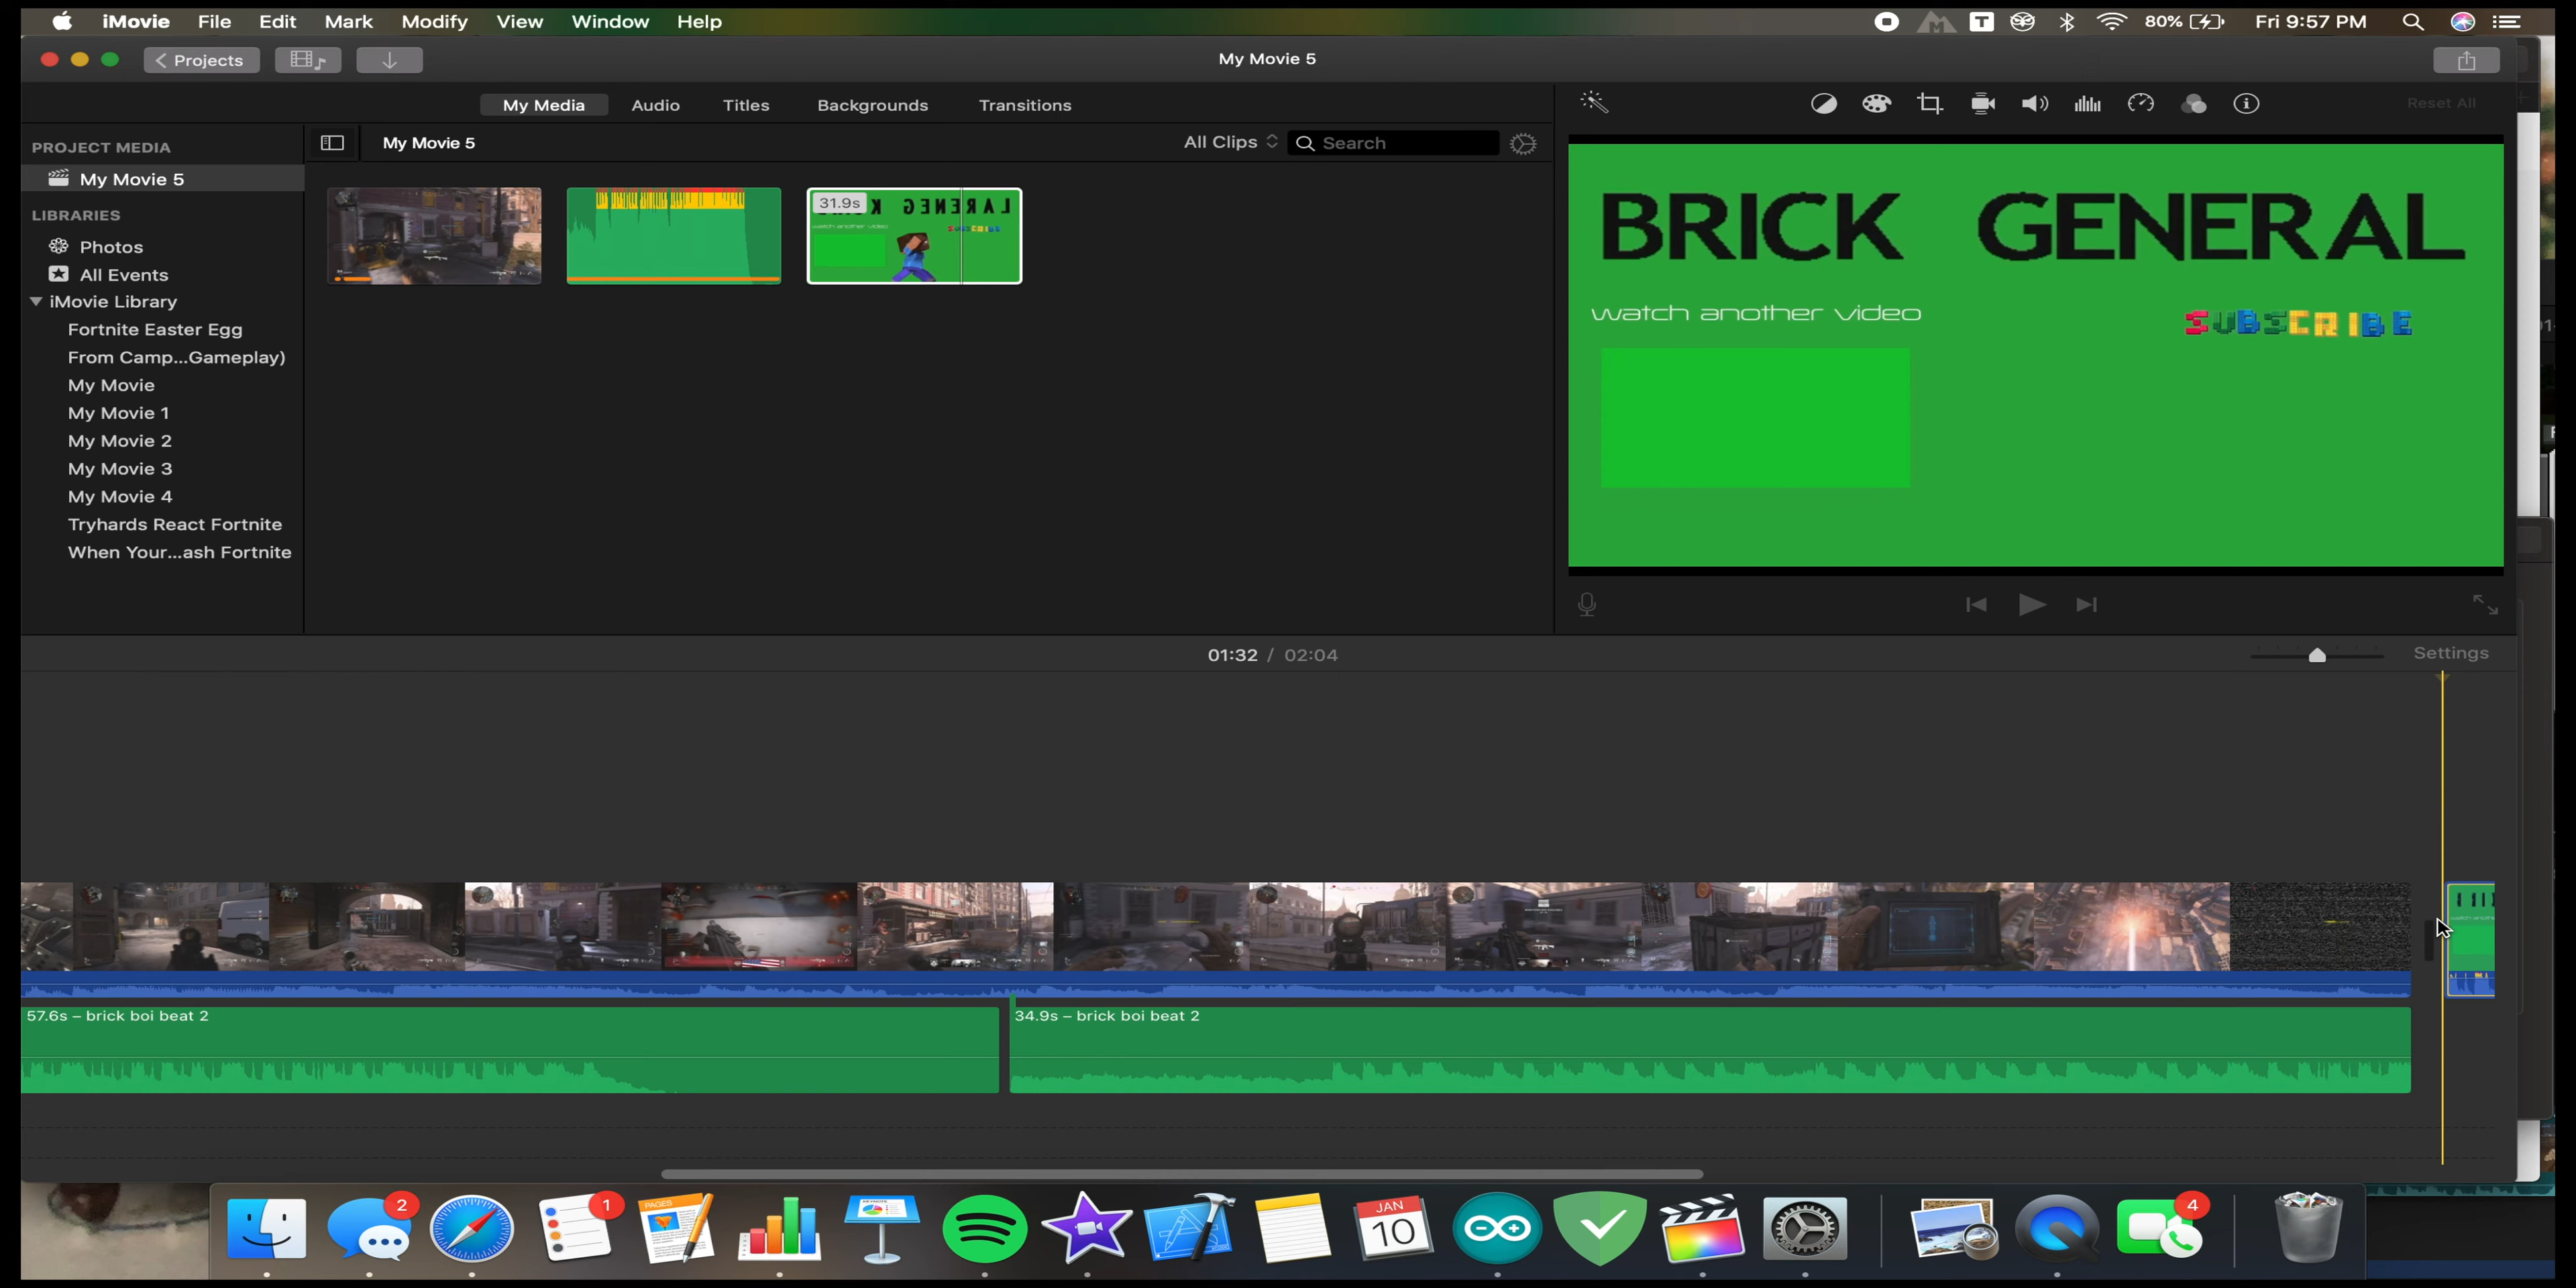 iMovie File Edit Mark Modify View Window Help
T 80% Fri 9:57 PM
Projects
My Movie 5
My Media Audio Titles Backgrounds Transitions
Reset All
PROJECT MEDIA
My Movie 5
LIBRARIES
Photos
All Events
iMovie Library
Fortnite Easter Egg
From Camp...Gameplay)
My Movie
My Movie 1
My Movie 2
My Movie 3
My Movie 4
Tryhards React Fortnite
When Your...ash Fortnite
My Movie 5
All Clips
Search
31.9s
BRICK GENERAL
watch another video
SUBSCRIBE
01:32 / 02:04
Settings
57.6s – brick boi beat 2
34.9s – brick boi beat 2
2
1
PAGES
KEYNOTE
JAN
10
4